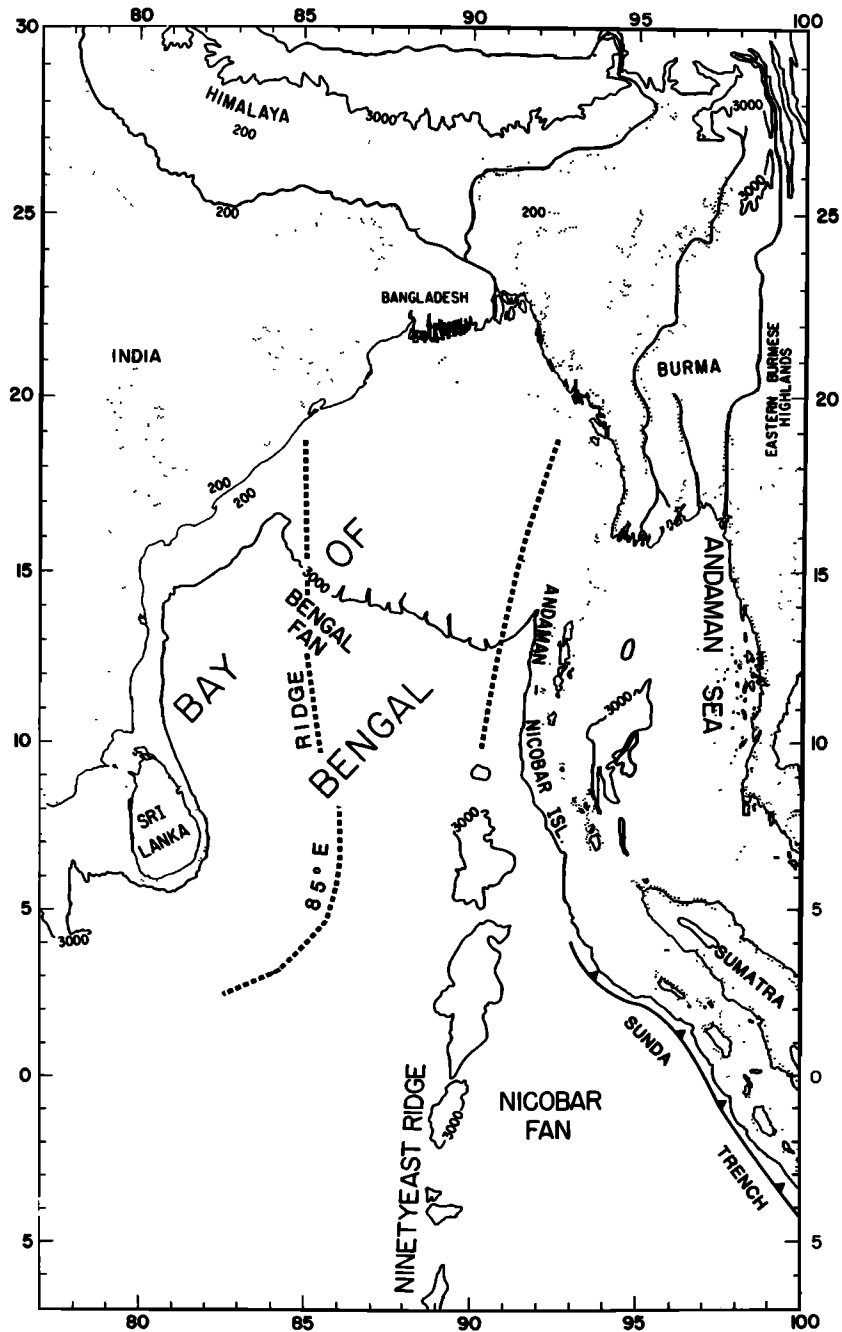 80 85 90 95 100
30
HIMALAYA
200
3000
3000
3000
25
200
200
25
BANGLADESH
INDIA
BURMA
EASTERN BURMESE
HIGHLANDS
20
20
200
200
OF
15
3000
BENGAL
FAN
ANDAMAN
ANDAMAN SEA
15
BAY
RIDGE
BENGAL
3000
10
NICOBAR ISL.
10
SRI
LANKA
3000
85° E
5
3000
5
SUMATRA
SUNDA
0
0
NINETYEAST RIDGE
3000
NICOBAR
FAN
TRENCH
5
5
80 85 90 95 100